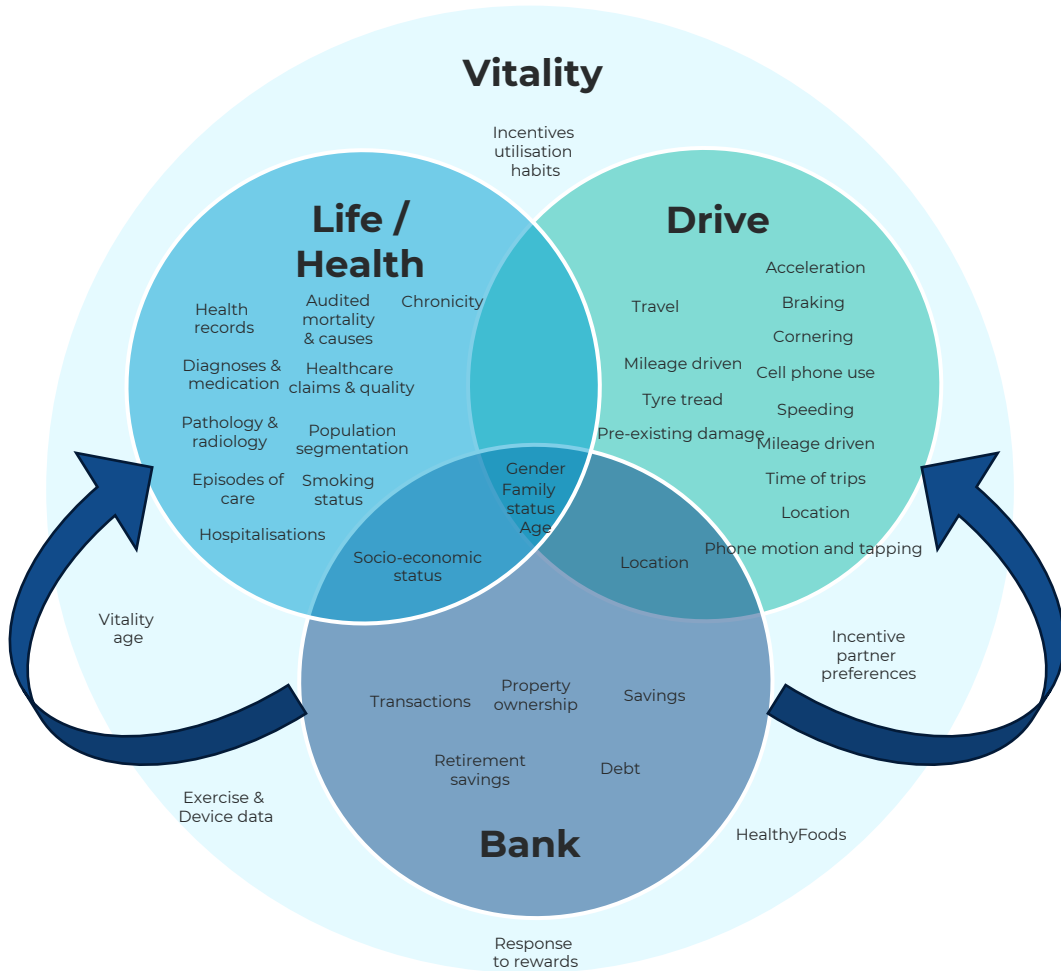 Vitality
Incentives
utilisation
habits
Life /
Health
Health
records
Audited
mortality
& causes
Chronicity
Diagnoses &
medication
Healthcare
claims & quality
Pathology &
radiology
Population
segmentation
Episodes of
care
Smoking
status
Hospitalisations
Drive
Acceleration
Travel
Braking
Cornering
Mileage driven
Cell phone use
Tyre tread
Speeding
Pre-existing damage
Mileage driven
Time of trips
Location
Phone motion and tapping
Gender
Family
status
Age
Socio-economic
status
Location
Vitality
age
Incentive
partner
preferences
Transactions
Property
ownership
Savings
Retirement
savings
Debt
Bank
Exercise &
Device data
HealthyFoods
Response
to rewards